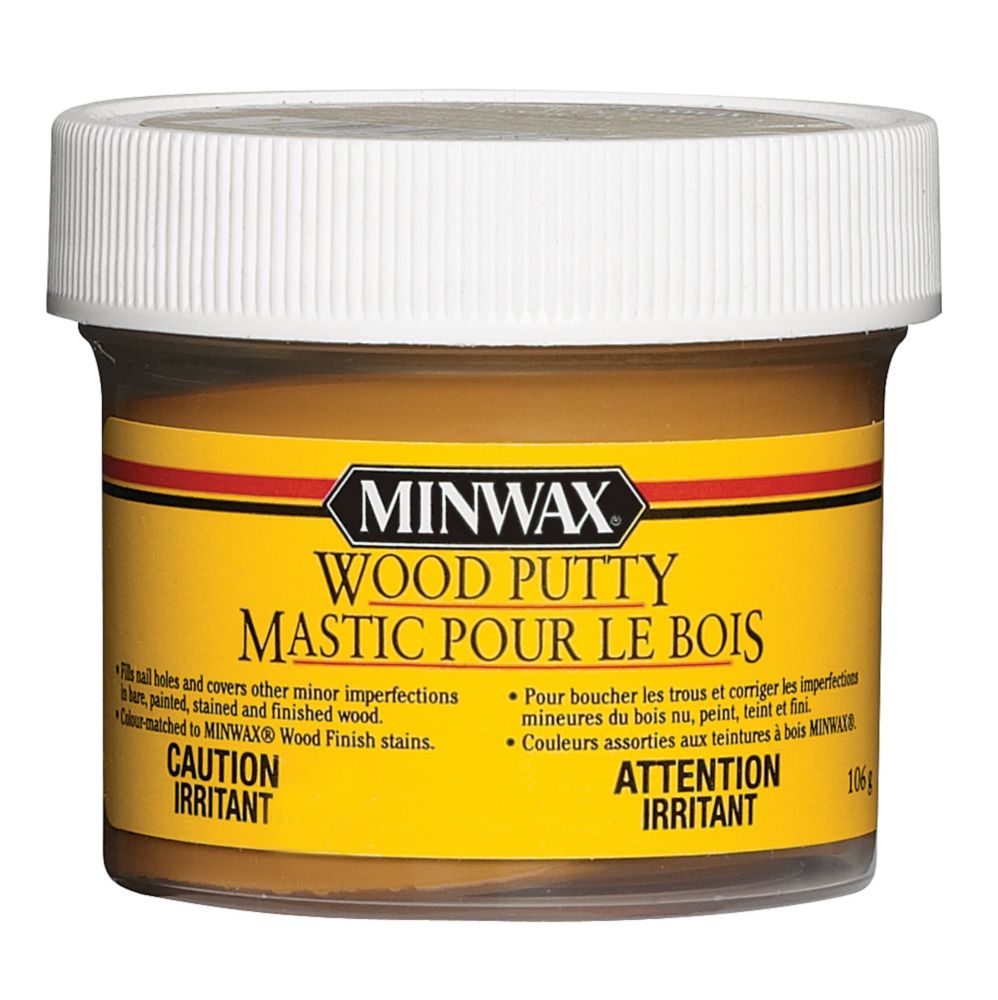 MINWAX®
WOOD PUTTY
MASTIC POUR LE BOIS
• Fills nail holes and covers other minor imperfections
in bare, painted, stained and finished wood.
• Colour-matched to MINWAX® Wood Finish stains.
CAUTION
IRRITANT
• Pour boucher les trous et corriger les imperfections
mineures du bois nu, peint, teint et fini.
• Couleurs assorties aux teintures à bois MINWAX®.
ATTENTION
IRRITANT
106 g